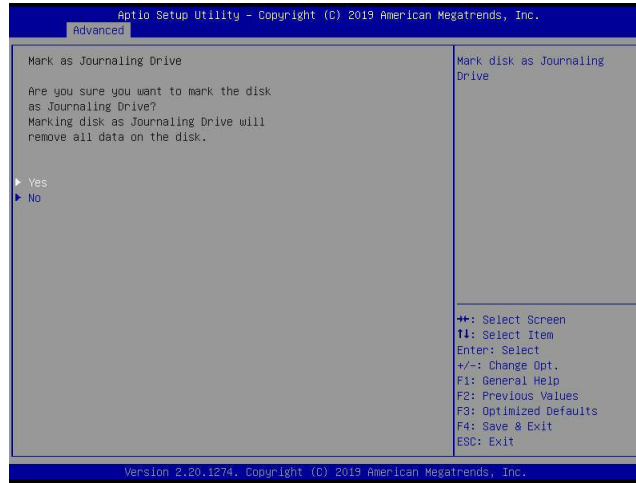 Aptio Setup Utility – Copyright (C) 2019 American Megatrends, Inc.
Advanced
Mark as Journaling Drive
Are you sure you want to mark the disk
as Journaling Drive?
Marking disk as Journaling Drive will
remove all data on the disk.
▶ Yes
▶ No
Mark disk as Journaling
Drive
→←: Select Screen
↑↓: Select Item
Enter: Select
+/-: Change Opt.
F1: General Help
F2: Previous Values
F3: Optimized Defaults
F4: Save & Exit
ESC: Exit
Version 2.20.1274. Copyright (C) 2019 American Megatrends, Inc.